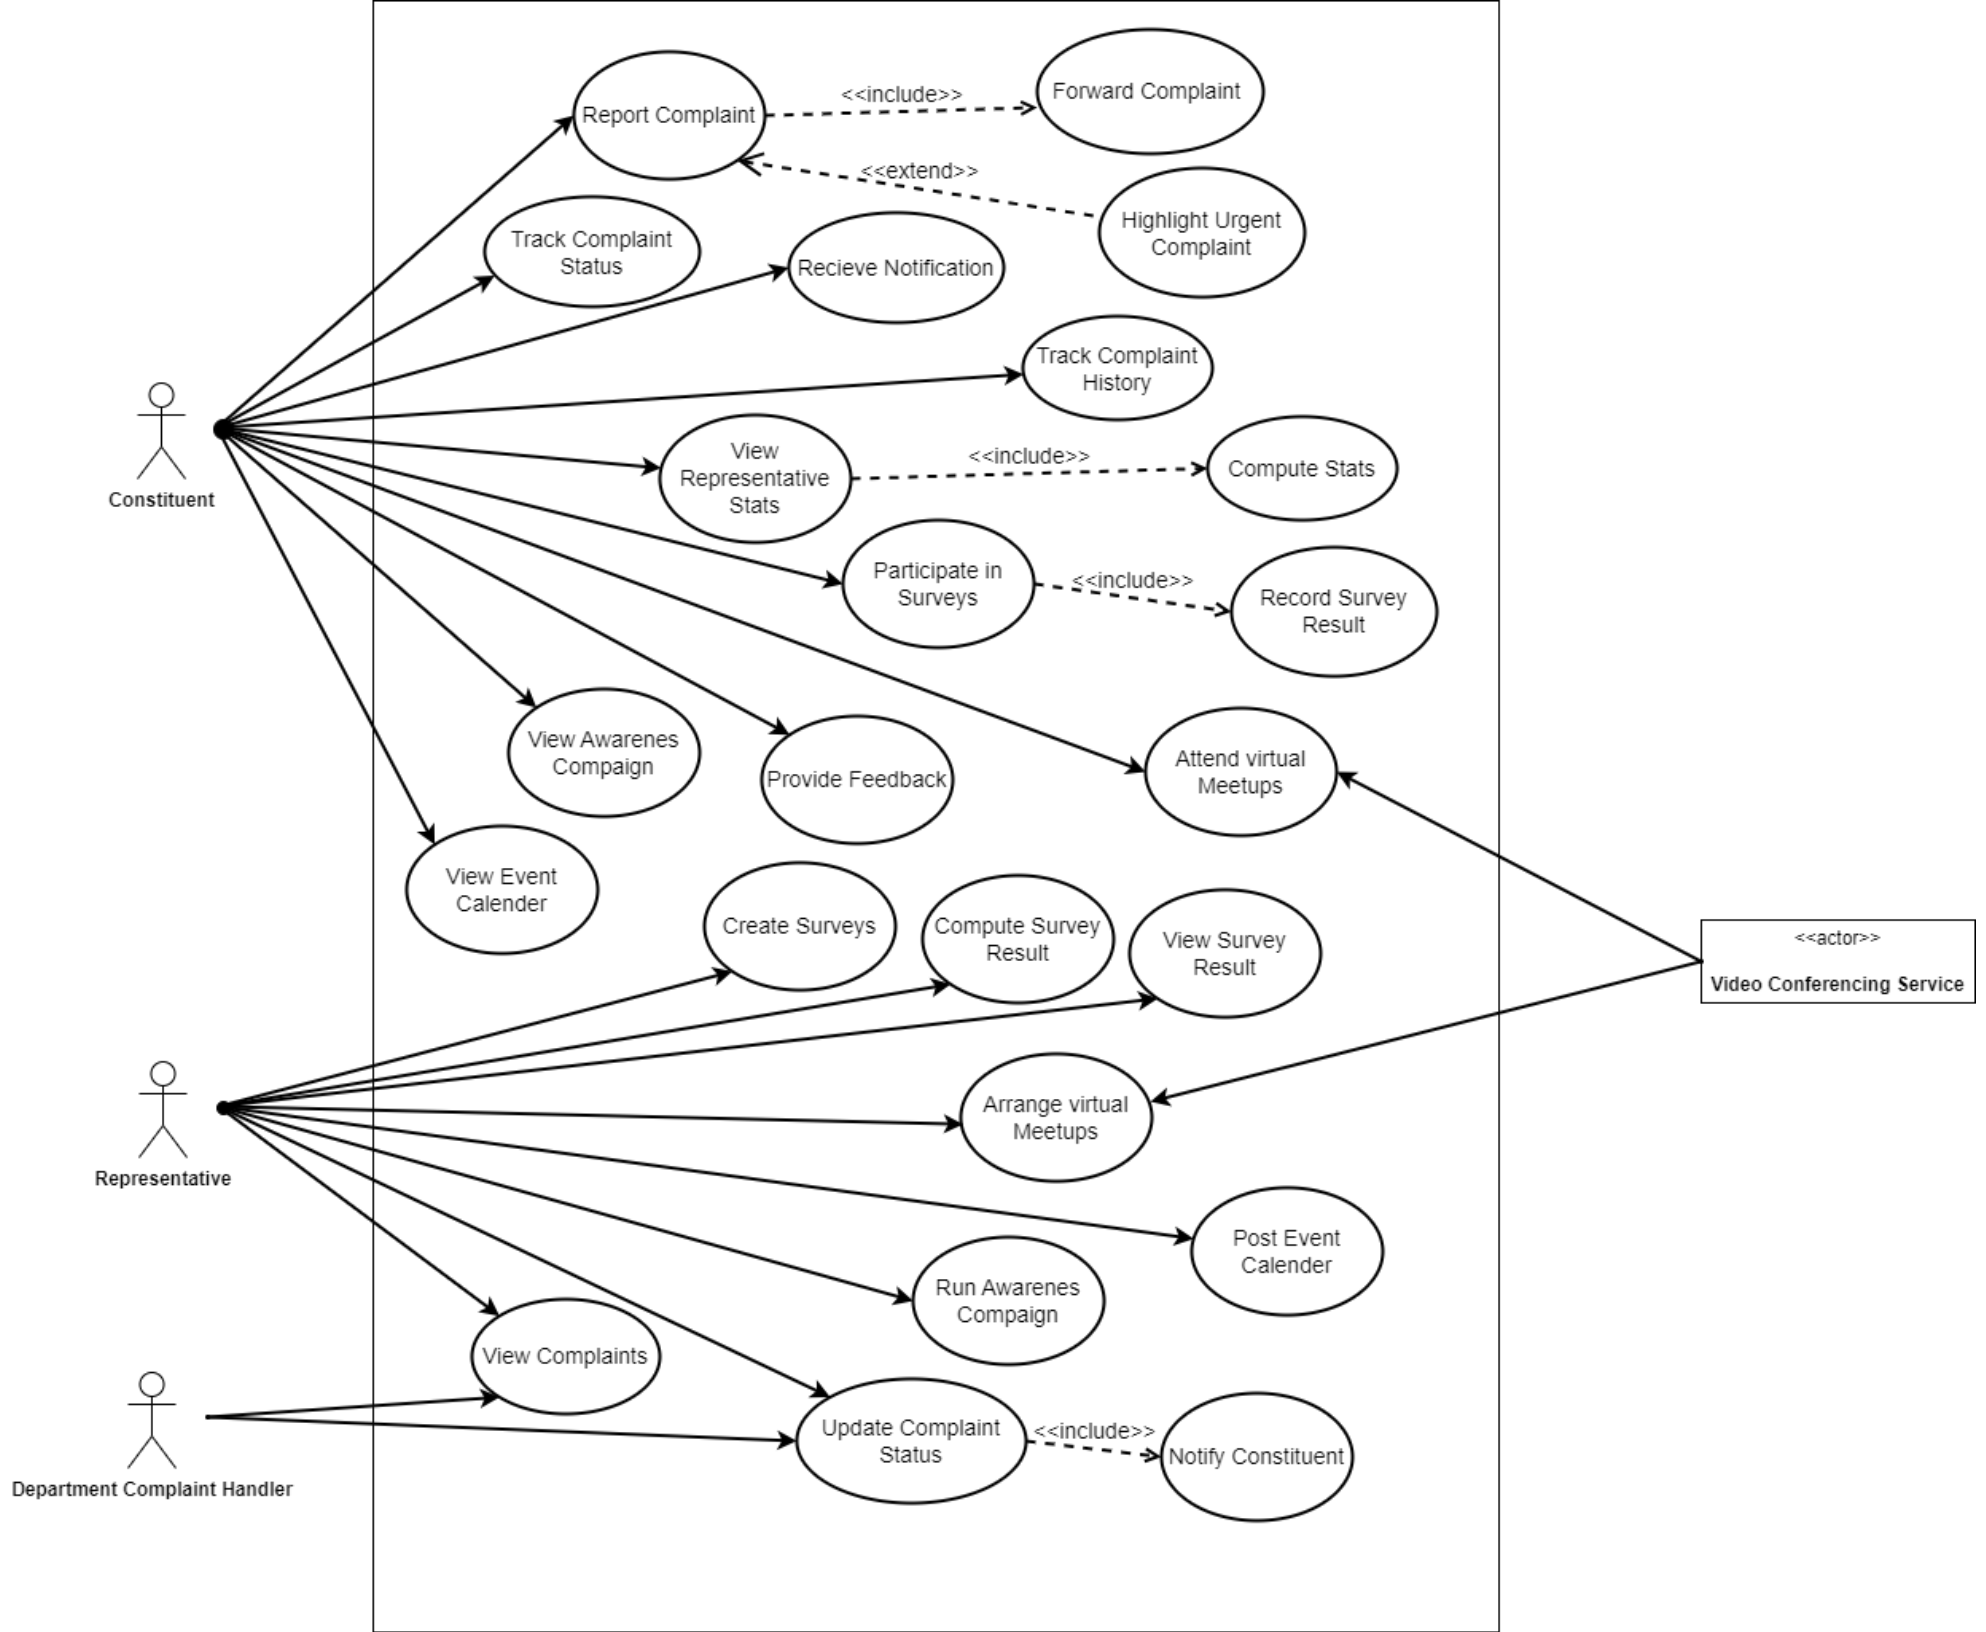 Report Complaint
<<include>>
Forward Complaint
<<extend>>
Highlight Urgent
Complaint
Track Complaint
Status
Recieve Notification
Track Complaint
History
Constituent
View
Representative
Stats
<<include>>
Compute Stats
Participate in
Surveys
<<include>>
Record Survey
Result
View Awarenes
Compaign
Provide Feedback
Attend virtual
Meetups
View Event
Calender
Create Surveys
Compute Survey
Result
View Survey
Result
<<actor>>
Video Conferencing Service
Representative
Arrange virtual
Meetups
Post Event
Calender
Run Awarenes
Compaign
View Complaints
Department Complaint Handler
Update Complaint
Status
<<include>>
Notify Constituent